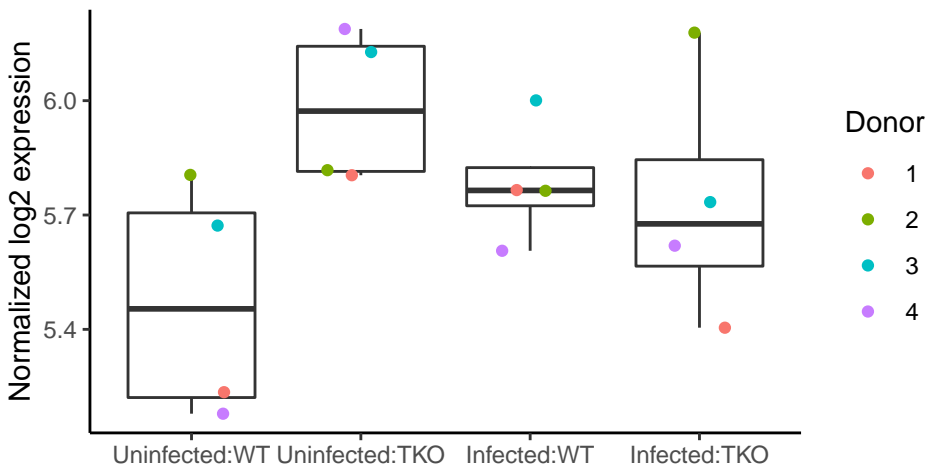 Normalized log2 expression
6.0
5.7
5.4
Uninfected:WT Uninfected:TKO Infected:WT Infected:TKO
Donor
1
2
3
4